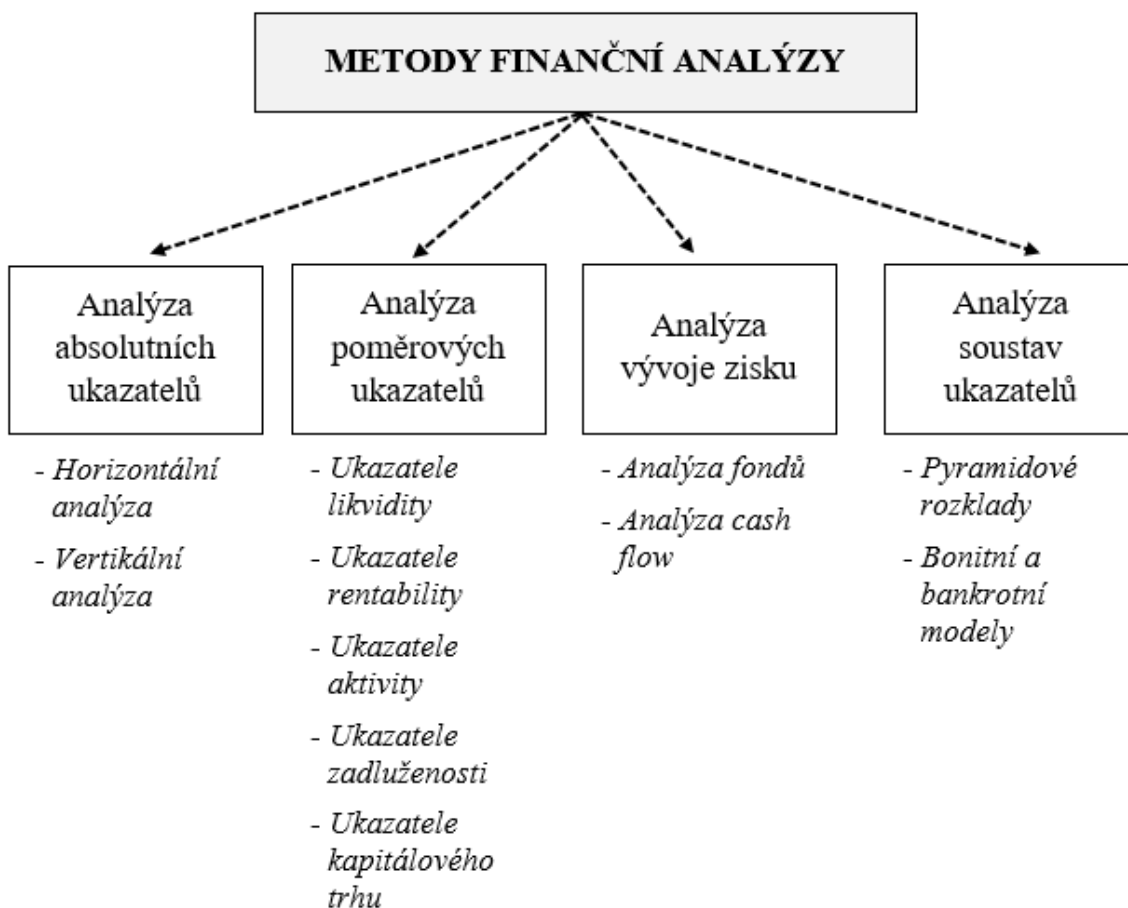 METODY FINANČNÍ ANALÝZY
Analýza
absolutních
ukazatelů
- Horizontální
analýza
- Vertikální
analýza
Analýza
poměrových
ukazatelů
- Ukazatele
likvidity
- Ukazatele
rentability
- Ukazatele
aktivity
- Ukazatele
zadluženosti
- Ukazatele
kapitálového
trhu
Analýza
vývoje zisku
- Analýza fondů
- Analýza cash
flow
Analýza
soustav
ukazatelů
- Pyramidové
rozklady
- Bonitní a
bankrotní
modely